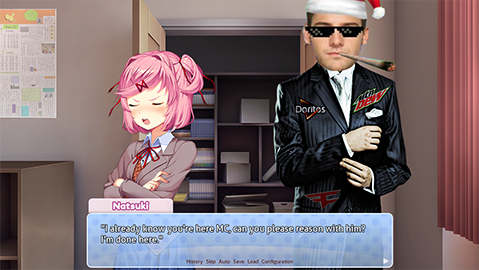 Doritos
Mtn
DEW
Natsuki
"I already know you're here MC, can you please reason with him?
I'm done here."
History Skip Auto Save Load Configuration